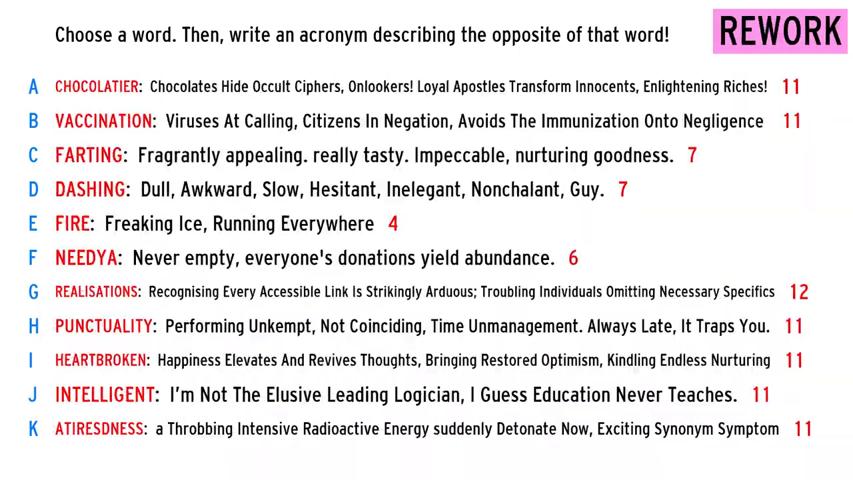 Choose a word. Then, write an acronym describing the opposite of that word! REWORK
A CHOCOLATIER: Chocolates Hide Occult Ciphers, Onlookers! Loyal Apostles Transform Innocents, Enlightening Riches! 11
B VACCINATION: Viruses At Calling, Citizens In Negation, Avoids The Immunization Onto Negligence 11
C FARTING: Fragrantly appealing. really tasty. Impeccable, nurturing goodness. 7
D DASHING: Dull, Awkward, Slow, Hesitant, Inelegant, Nonchalant, Guy. 7
E FIRE: Freaking Ice, Running Everywhere 4
F NEEDYA: Never empty, everyone's donations yield abundance. 6
G REALISATIONS: Recognising Every Accessible Link Is Strikingly Arduous; Troubling Individuals Omitting Necessary Specifics 12
H PUNCTUALITY: Performing Unkempt, Not Coinciding, Time Unmanagement. Always Late, It Traps You. 11
I HEARTBROKEN: Happiness Elevates And Revives Thoughts, Bringing Restored Optimism, Kindling Endless Nurturing 11
J INTELLIGENT: I'm Not The Elusive Leading Logician, I Guess Education Never Teaches. 11
K ATIRESDNESS: a Throbbing Intensive Radioactive Energy suddenly Detonate Now, Exciting Synonym Symptom 11